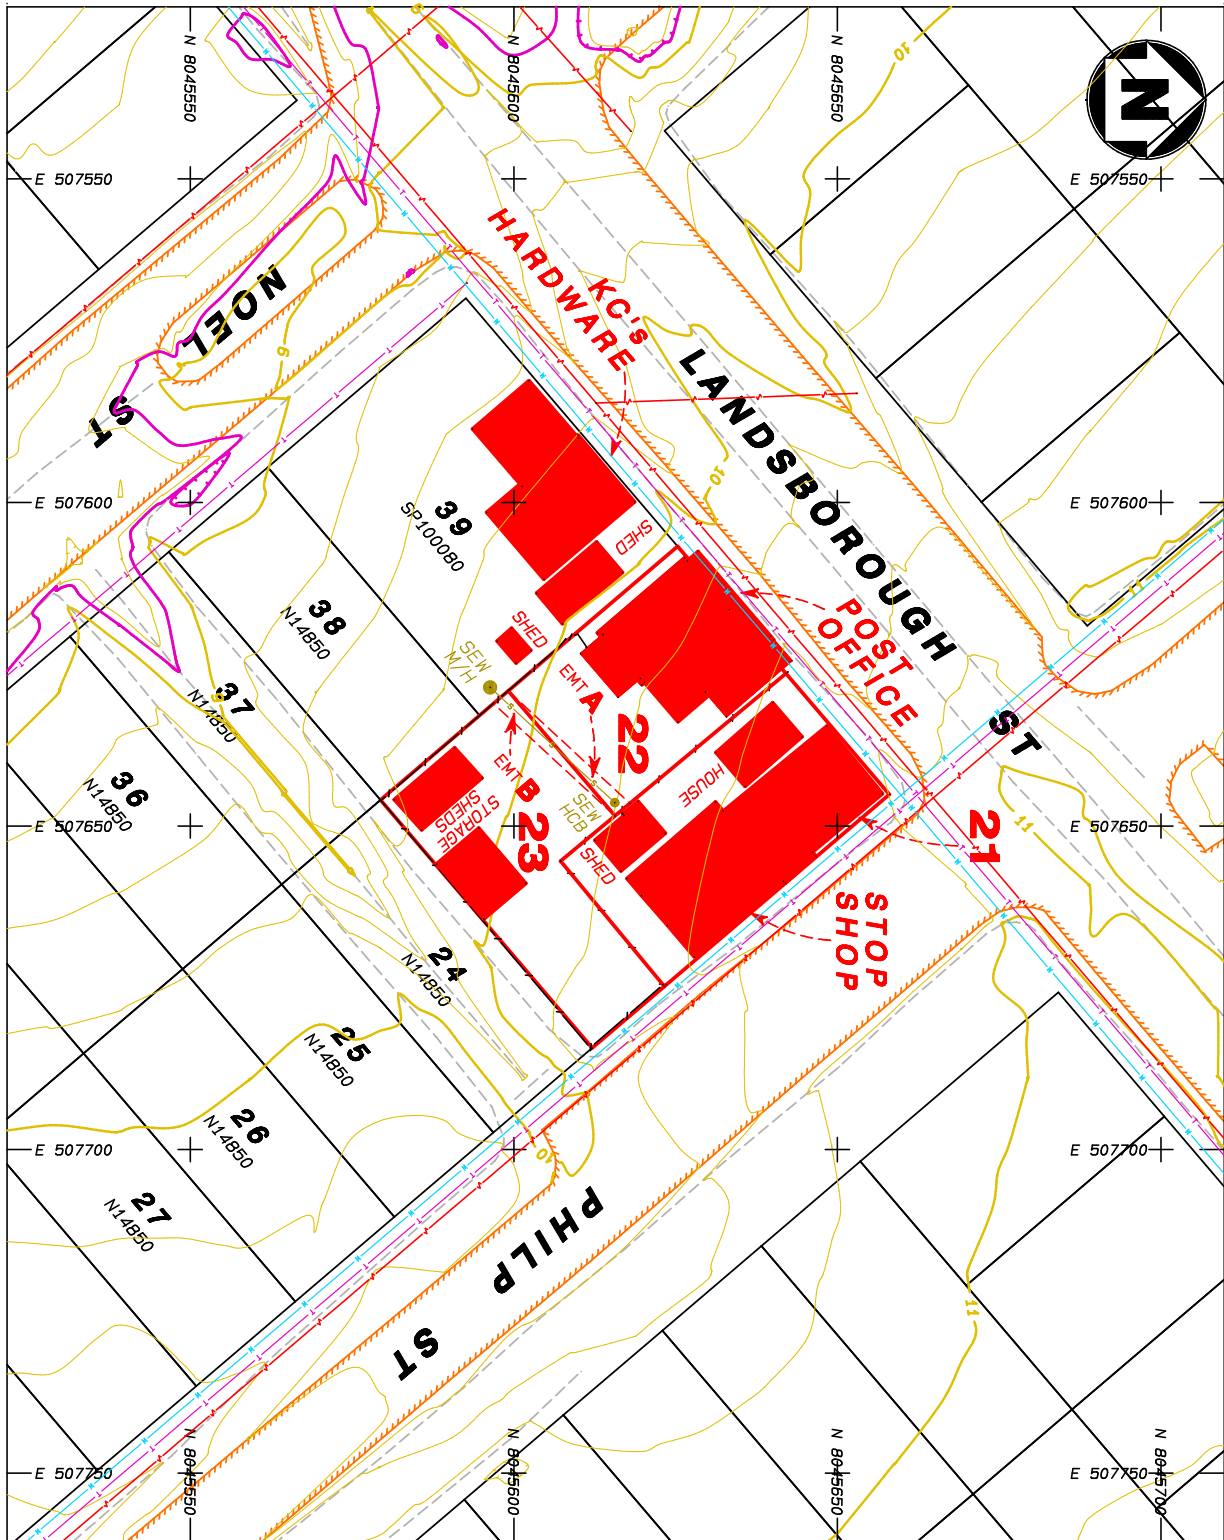 N 8045550
N 8045600
N 8045650
N
E 507550
E 507550
10
9
HARDWARE
KC's
NOEL
ST
9
LANDSBOROUGH
ST
10
E 507600
E 507600
39
SP100080
SHED
SHED
38
N14850
37
N14850
36
N14850
SEW
M/H
EMT A
22
POST
OFFICE
EMT B
23
SEW
HCB
HOUSE
STORAGE
SHEDS
SHED
21
11
E 507650
E 507650
STOP
SHOP
24
N14850
25
N14850
26
N14850
27
N14850
10
E 507700
E 507700
PHILP
ST
11
N 8045550
N 8045600
N 8045650
N 8045700
E 507750
E 507750